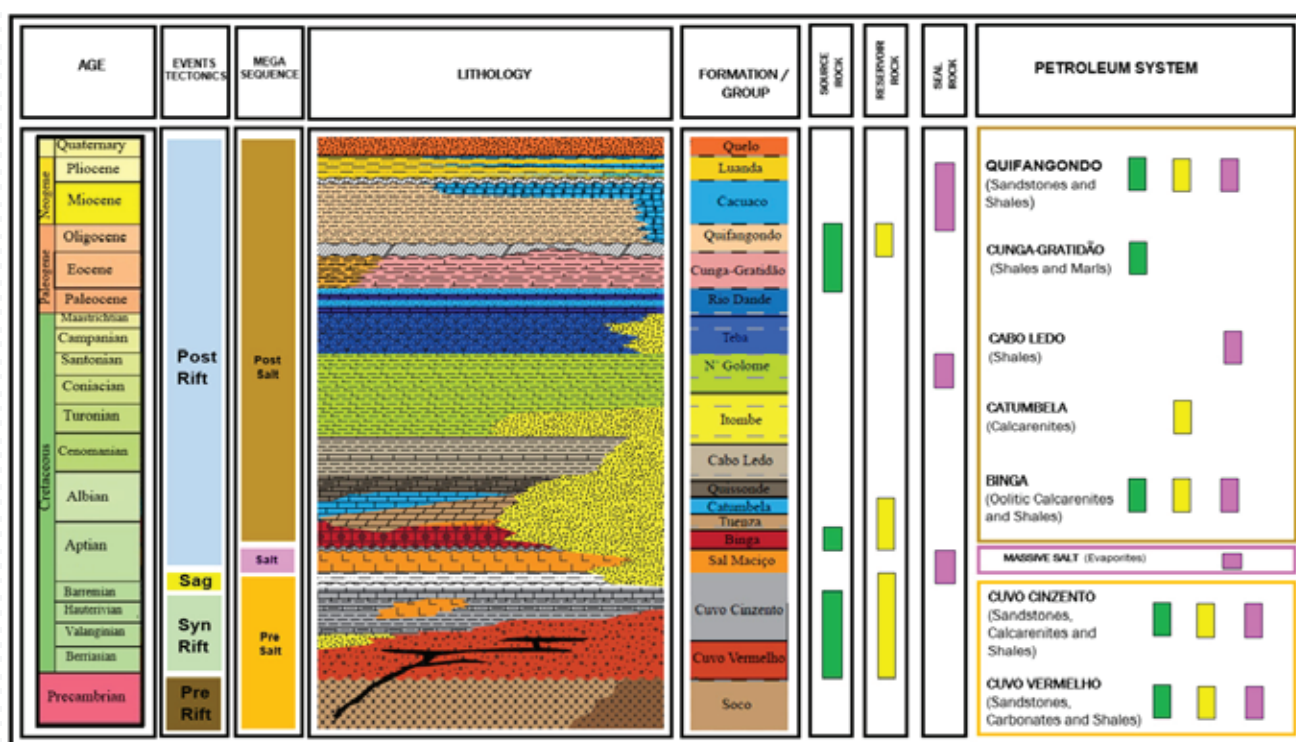 AGE
EVENTS
TECTONICS
MEGA
SEQUENCE
LITHOLOGY
FORMATION /
GROUP
SOURCE
ROCK
RESERVOIR
ROCK
SEAL
ROCK
PETROLEUM SYSTEM
Neogene
Paleogene
Cretaceous
Quaternary
Pliocene
Miocene
Oligocene
Eocene
Paleocene
Maastrichtian
Campanian
Santonian
Coniacian
Turonian
Cenomanian
Albian
Aptian
Barremian
Hauterivian
Valanginian
Berriasian
Precambrian
Post
Rift
Sag
Syn
Rift
Pre
Rift
Post
Salt
Salt
Pre
Salt
Quelo
Luanda
Cacuaco
Quifangondo
Cunga-Gratidão
Rio Dande
Teba
N' Golome
Itombe
Cabo Ledo
Quissonde
Catumbela
Tuenza
Binga
Sal Maciço
Cuvo Cinzento
Cuvo Vermelho
Soco
QUIFANGONDO
(Sandstones and
Shales)
CUNGA-GRATIDÃO
(Shales and Marls)
CABO LEDO
(Shales)
CATUMBELA
(Calcarenites)
BINGA
(Oolitic Calcarenites
and Shales)
MASSIVE SALT (Evaporites)
CUVO CINZENTO
(Sandstones,
Calcarenites and
Shales)
CUVO VERMELHO
(Sandstones,
Carbonates and Shales)